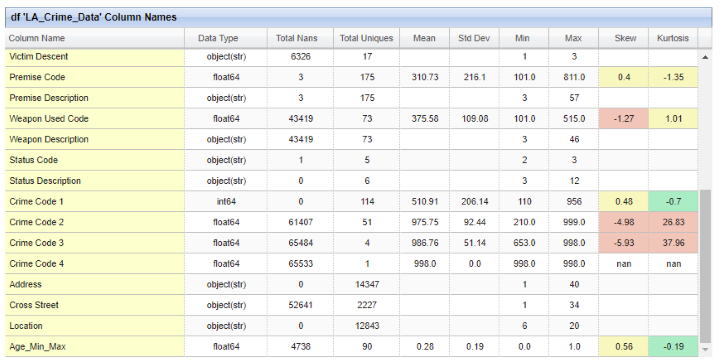 df 'LA_Crime_Data' Column Names
Column Name Data Type Total Nans Total Uniques Mean Std Dev Min Max Skew Kurtosis
Victim Descent object(str) 6326 17 1 3
Premise Code float64 3 175 310.73 216.1 101.0 811.0 0.4 -1.35
Premise Description object(str) 3 175 3 57
Weapon Used Code float64 43419 73 375.58 109.08 101.0 515.0 -1.27 1.01
Weapon Description object(str) 43419 73 3 46
Status Code object(str) 1 5 2 3
Status Description object(str) 0 6 3 12
Crime Code 1 int64 0 114 510.91 206.14 110 956 0.48 -0.7
Crime Code 2 float64 61407 51 975.75 92.44 210.0 999.0 -4.98 26.83
Crime Code 3 float64 65484 4 986.76 51.14 653.0 998.0 -5.93 37.96
Crime Code 4 float64 65533 1 998.0 0.0 998.0 998.0 nan nan
Address object(str) 0 14347 1 40
Cross Street object(str) 52641 2227 1 34
Location object(str) 0 12843 6 20
Age_Min_Max float64 4738 90 0.28 0.19 0.0 1.0 0.56 -0.19